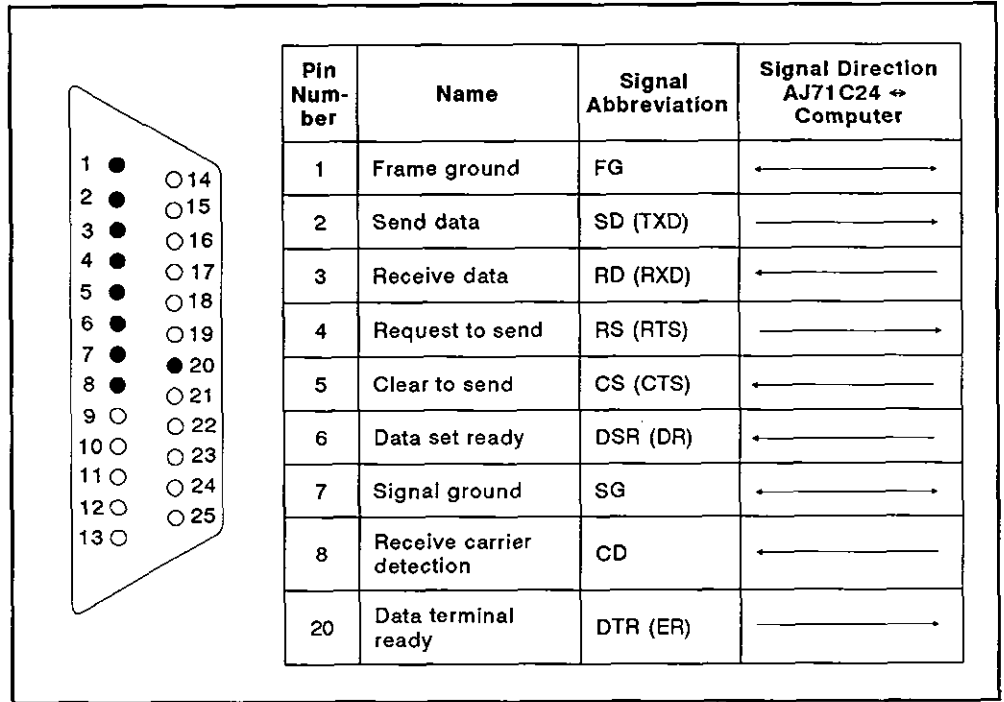 1
2
3
4
5
6
7
8
9
10
11
12
13
14
15
16
17
18
19
20
21
22
23
24
25
Pin Num- ber Name Signal Abbreviation Signal Direction AJ71C24 ↔ Computer
1 Frame ground FG
2 Send data SD (TXD)
3 Receive data RD (RXD)
4 Request to send RS (RTS)
5 Clear to send CS (CTS)
6 Data set ready DSR (DR)
7 Signal ground SG
8 Receive carrier detection CD
20 Data terminal ready DTR (ER)